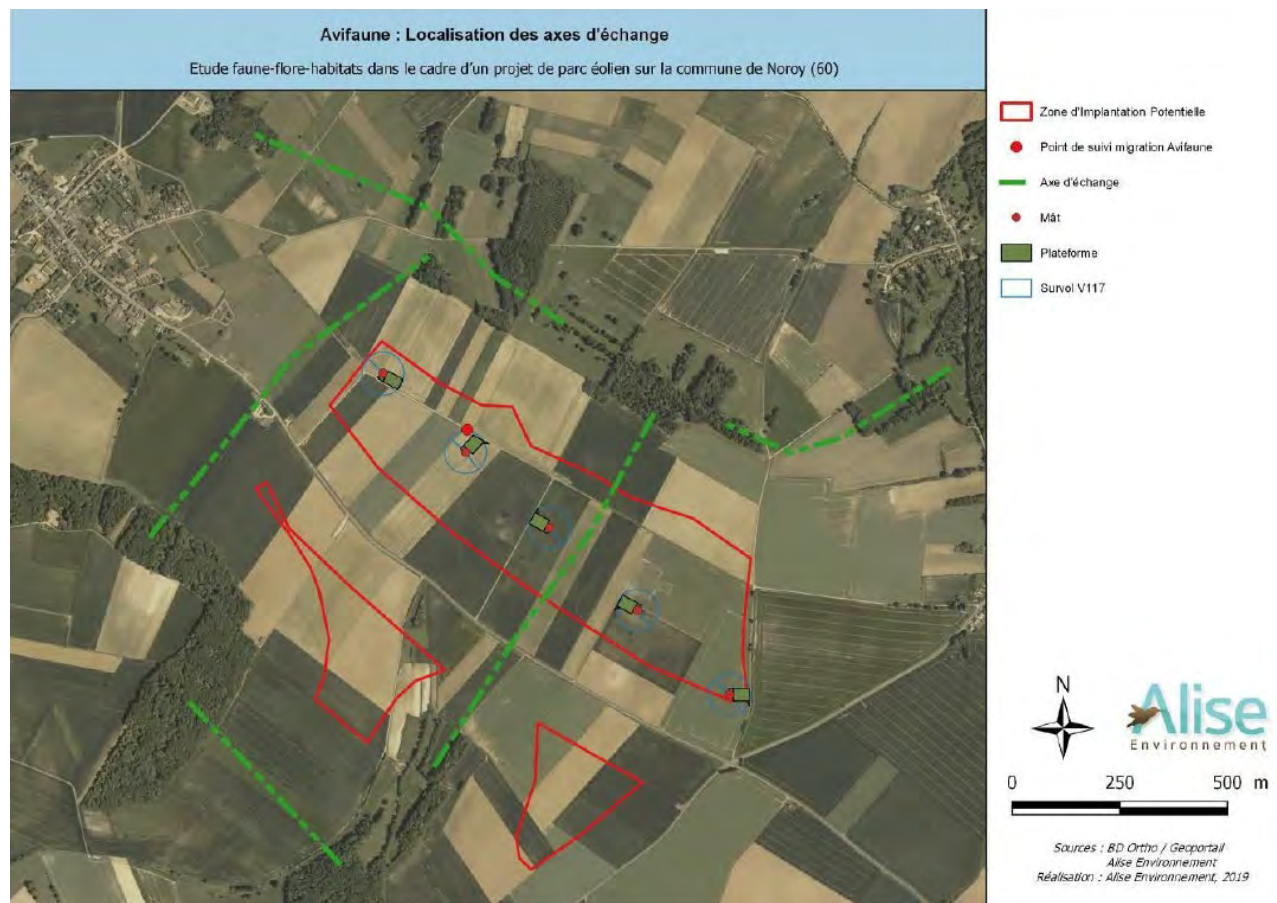 Avifaune : Localisation des axes d'échange
Etude faune-flore-habitats dans le cadre d'un projet de parc éolien sur la commune de Noroy (60)
Zone d'Implantation Potentielle
Point de suivi migration Avifaune
Axe d'échange
Mât
Plateforme
Survol V117
N
Alise
Environnement
0 250 500 m
Sources : BD Ortho / Geoportail
Alise Environnement
Réalisation : Alise Environnement, 2019